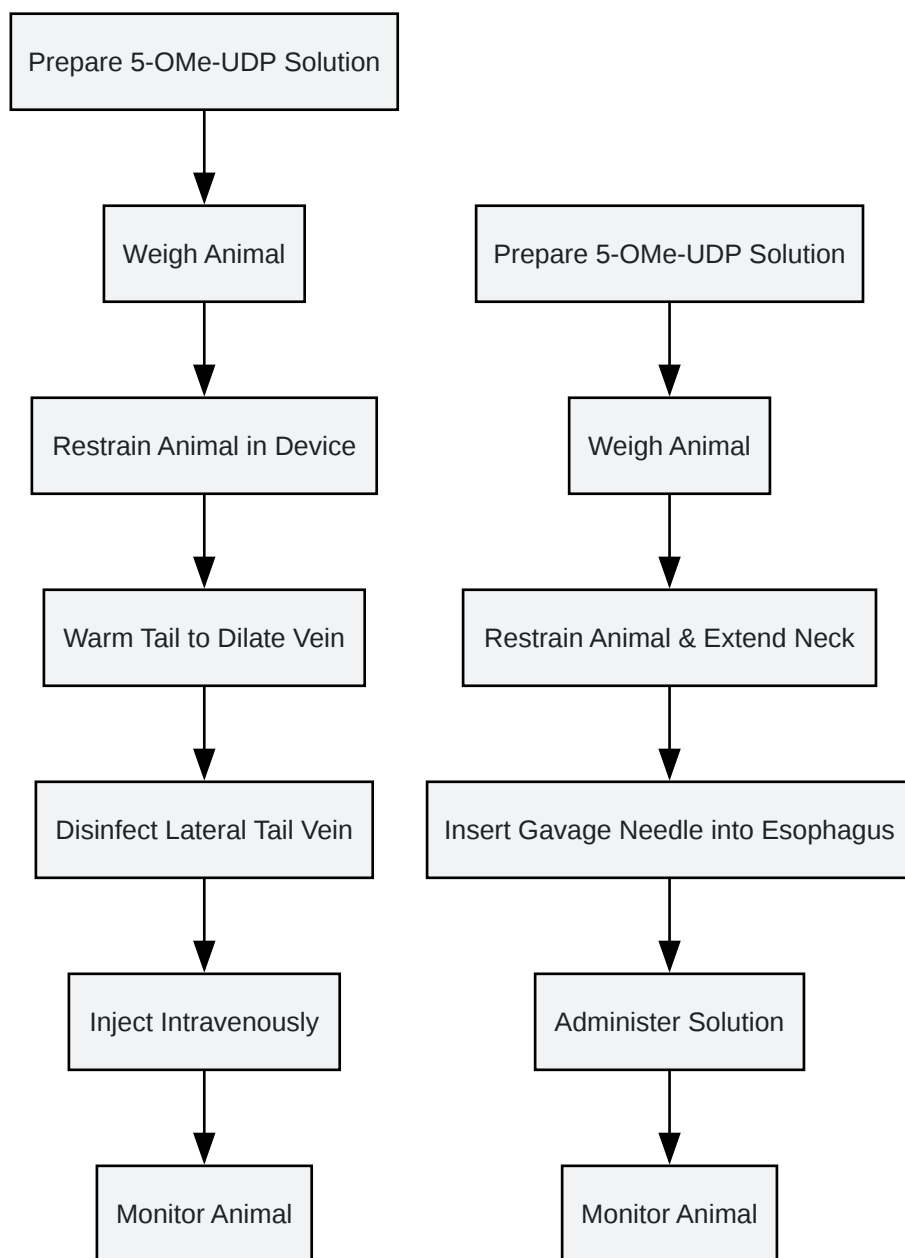 Prepare 5-OMe-UDP Solution
Weigh Animal
Restrain Animal in Device
Warm Tail to Dilate Vein
Disinfect Lateral Tail Vein
Inject Intravenously
Monitor Animal
Prepare 5-OMe-UDP Solution
Weigh Animal
Restrain Animal & Extend Neck
Insert Gavage Needle into Esophagus
Administer Solution
Monitor Animal